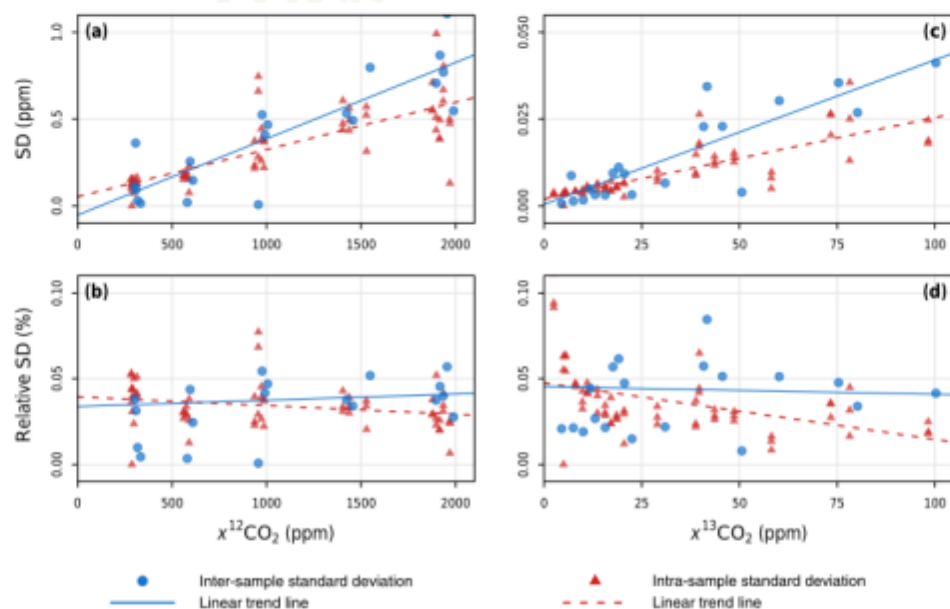 (a)
SD (ppm)
1.0
0.5
0.0
0 500 1000 1500 2000
(c)
0.050
0.025
0.000
0 25 50 75 100
(b)
Relative SD (%)
0.10
0.05
0.00
0 500 1000 1500 2000
x¹²CO₂ (ppm)
(d)
0.10
0.05
0.00
0 25 50 75 100
x¹³CO₂ (ppm)
Inter-sample standard deviation
Linear trend line
Intra-sample standard deviation
Linear trend line